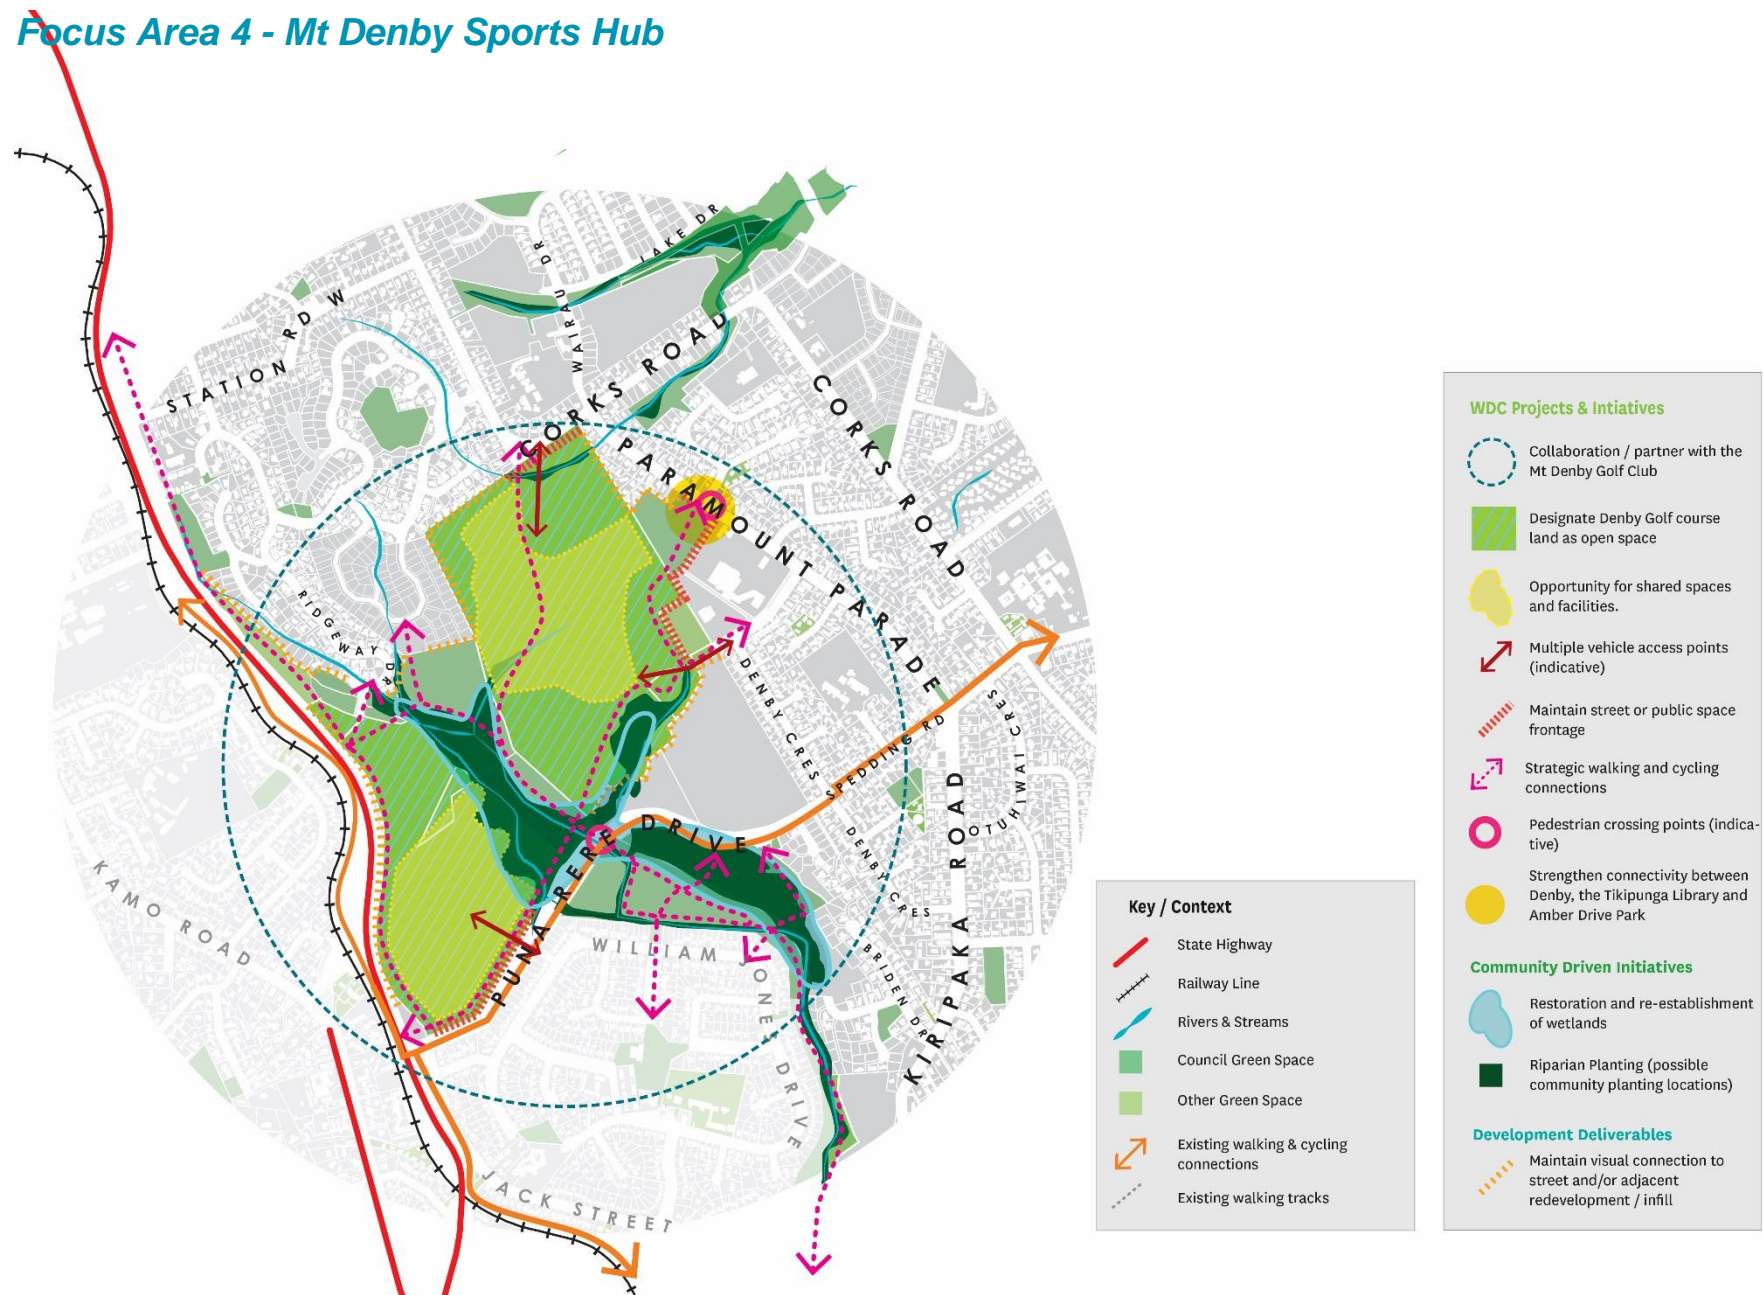 Focus Area 4 - Mt Denby Sports Hub
STATION RD W
WAIRAU DR
LAKE DR
CORKS ROAD
CORKS ROAD
PARAMOUNT PARADE
RIDGEWAY DR
DENBY CRES
SPEDDING RD
OTUHIWAI CRES
PUNA RERE DRIVE
DENBY CRES
KAMO ROAD
WILLIAM JONES DRIVE
BRIDEN DR
KIRIPAKA ROAD
JACK STREET
Key / Context
State Highway
Railway Line
Rivers & Streams
Council Green Space
Other Green Space
Existing walking & cycling
connections
Existing walking tracks
WDC Projects & Intiatives
Collaboration / partner with the
Mt Denby Golf Club
Designate Denby Golf course
land as open space
Opportunity for shared spaces
and facilities.
Multiple vehicle access points
(indicative)
Maintain street or public space
frontage
Strategic walking and cycling
connections
Pedestrian crossing points (indica-
tive)
Strengthen connectivity between
Denby, the Tikipunga Library and
Amber Drive Park
Community Driven Initiatives
Restoration and re-establishment
of wetlands
Riparian Planting (possible
community planting locations)
Development Deliverables
Maintain visual connection to
street and/or adjacent
redevelopment / infill